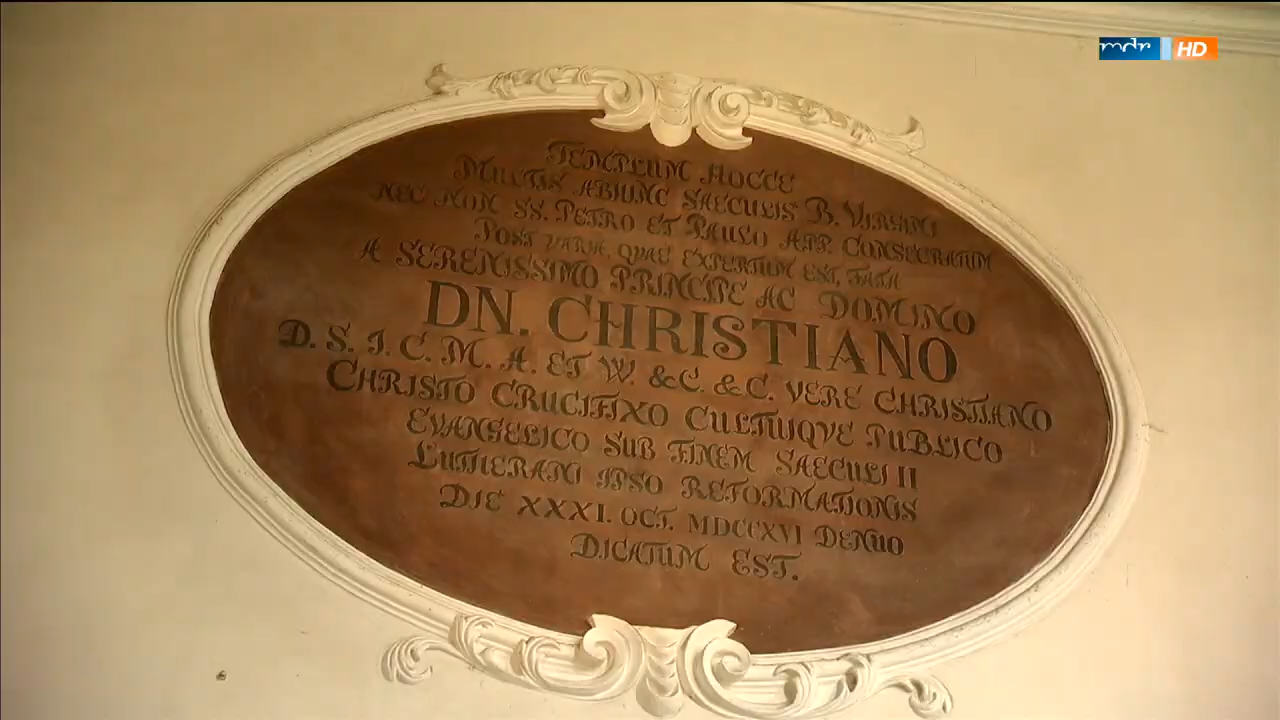 mdr HD
TEMPLUM HOCCE
MULTIS ABHINC SAECULIS B. VIRGINI
NEC NON SS. PETRO ET PAULO APP. CONSECRATUM
POST VARIA, QUAE EXPERTUM EST, FATA
A SERENISSIMO PRINCIPE AC DOMINO
DN. CHRISTIANO
D. S. I. C. M. A. ET W. &C. &C. VERE CHRISTIANO
CHRISTO CRUCIFIXO CULTUIQVE PUBLICO
EVANGELICO SUB FINEM SAECULI II
LUTHERANI IPSO REFORMATIONIS
DIE XXXI. OCT. MDCCXVI DENUO
DICATUM EST.